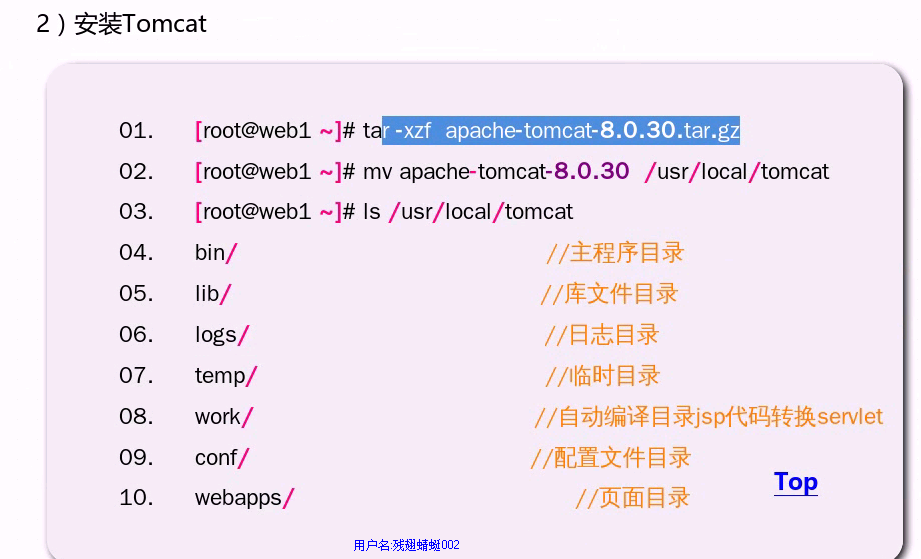 2）安装Tomcat
01. [root@web1 ~]# tar -xzf apache-tomcat-8.0.30.tar.gz
02. [root@web1 ~]# mv apache-tomcat-8.0.30 /usr/local/tomcat
03. [root@web1 ~]# ls /usr/local/tomcat
04. bin/ //主程序目录
05. lib/ //库文件目录
06. logs/ //日志目录
07. temp/ //临时目录
08. work/ //自动编译目录jsp代码转换servlet
09. conf/ //配置文件目录
Top
10. webapps/ //页面目录
用户名:残翅蜻蜓002